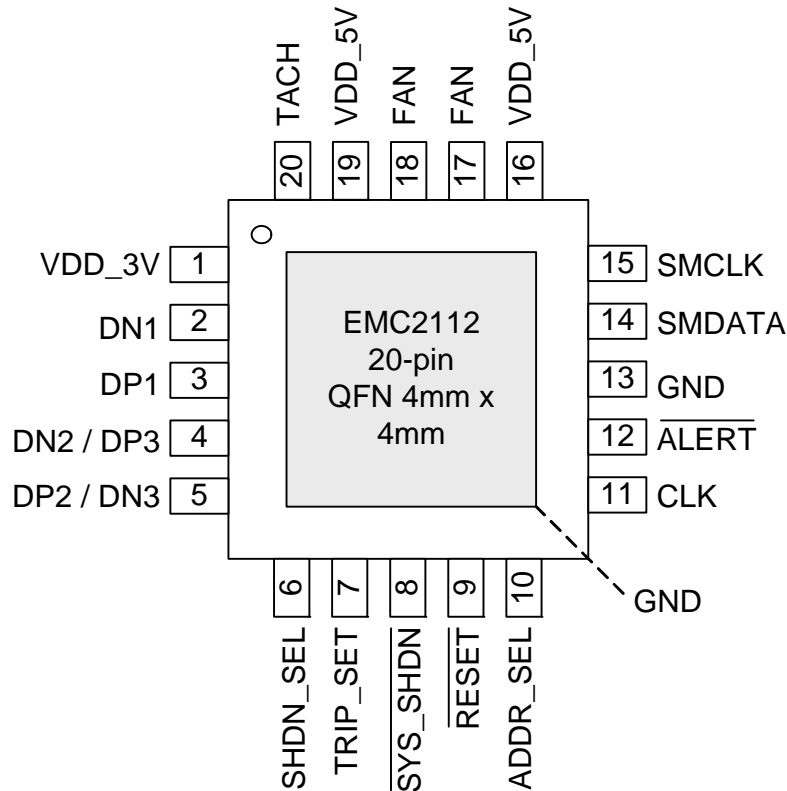 TACH
VDD_5V
FAN
FAN
VDD_5V
20
19
18
17
16
VDD_3V 1
DN1 2
DP1 3
DN2 / DP3 4
DP2 / DN3 5
EMC2112
20-pin
QFN 4mm x
4mm
15 SMCLK
14 SMDATA
13 GND
12 ALERT
11 CLK
GND
6
7
8
9
10
SHDN_SEL
TRIP_SET
SYS_SHDN
RESET
ADDR_SEL